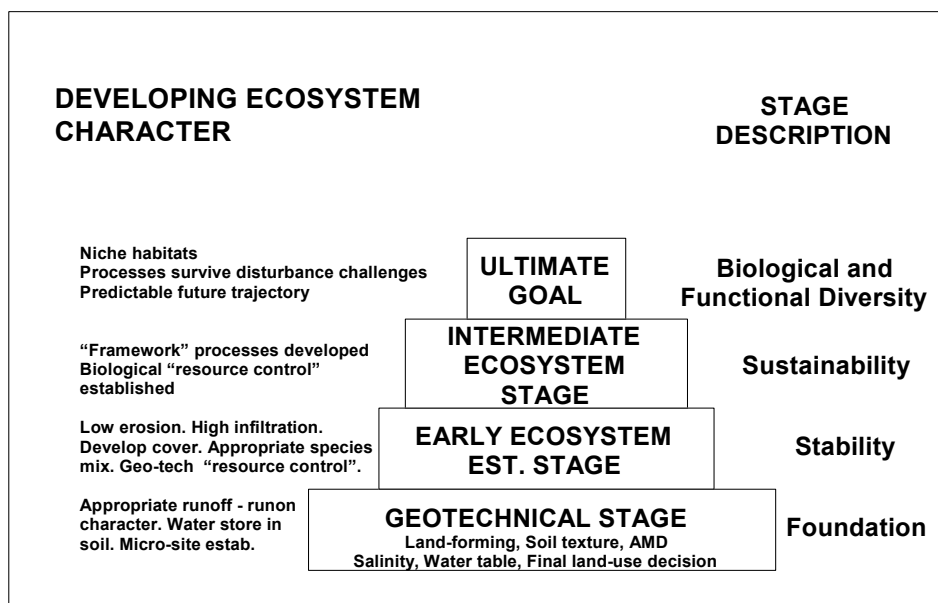 DEVELOPING ECOSYSTEM
CHARACTER
STAGE
DESCRIPTION
Niche habitats
Processes survive disturbance challenges
Predictable future trajectory
ULTIMATE
GOAL
Biological and
Functional Diversity
“Framework” processes developed
Biological “resource control”
established
INTERMEDIATE
ECOSYSTEM
STAGE
Sustainability
Low erosion. High infiltration.
Develop cover. Appropriate species
mix. Geo-tech “resource control”.
EARLY ECOSYSTEM
EST. STAGE
Stability
Appropriate runoff - runon
character. Water store in
soil. Micro-site estab.
GEOTECHNICAL STAGE
Land-forming, Soil texture, AMD
Salinity, Water table, Final land-use decision
Foundation